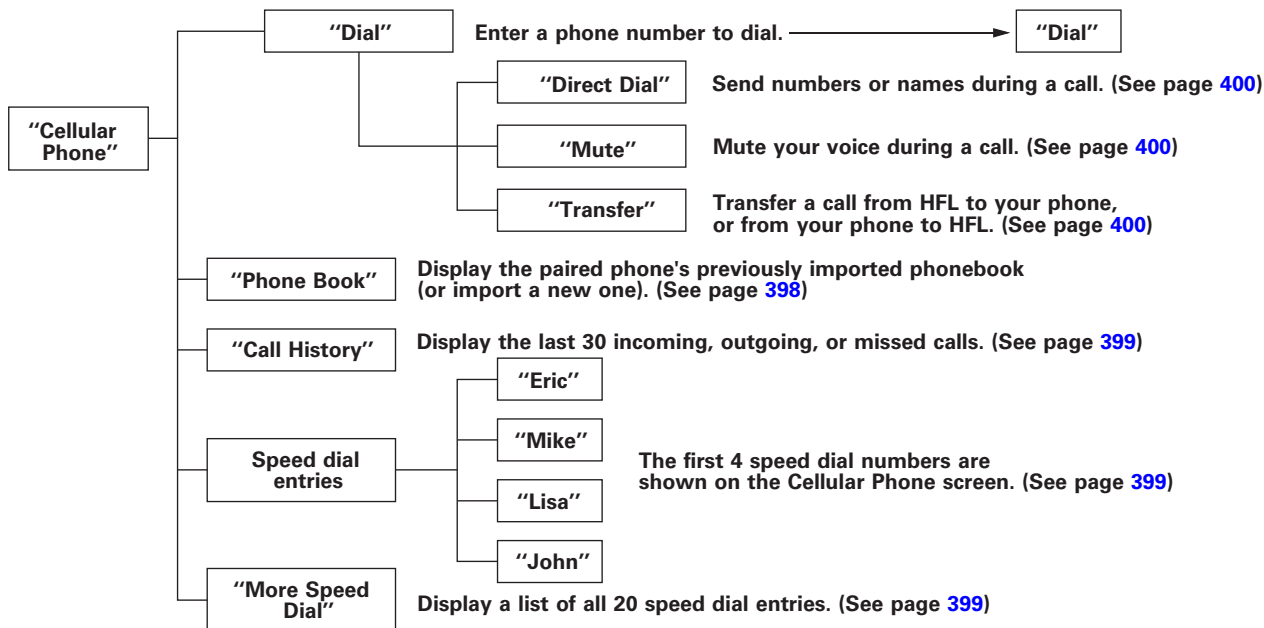 "Dial"
Enter a phone number to dial.
"Dial"
"Direct Dial"
Send numbers or names during a call. (See page 400)
"Cellular
Phone"
"Mute"
Mute your voice during a call. (See page 400)
"Transfer"
Transfer a call from HFL to your phone,
or from your phone to HFL. (See page 400)
"Phone Book"
Display the paired phone's previously imported phonebook
(or import a new one). (See page 398)
"Call History"
Display the last 30 incoming, outgoing, or missed calls. (See page 399)
Speed dial
entries
"Eric"
"Mike"
"Lisa"
"John"
The first 4 speed dial numbers are
shown on the Cellular Phone screen. (See page 399)
"More Speed
Dial"
Display a list of all 20 speed dial entries. (See page 399)